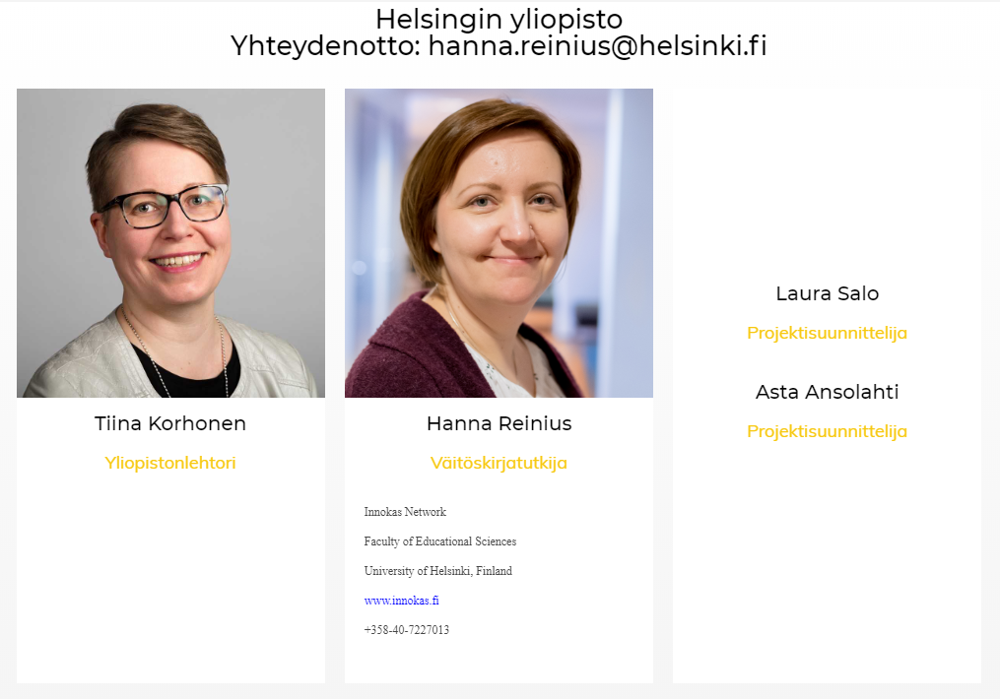 Helsingin yliopisto
Yhteydenotto: hanna.reinius@helsinki.fi
Tiina Korhonen
Yliopistonlehtori
Hanna Reinius
Väitöskirjatutkija
Innokas Network
Faculty of Educational Sciences
University of Helsinki, Finland
www.innokas.fi
+358-40-7227013
Laura Salo
Projektisuunnittelija
Asta Ansolahti
Projektisuunnittelija